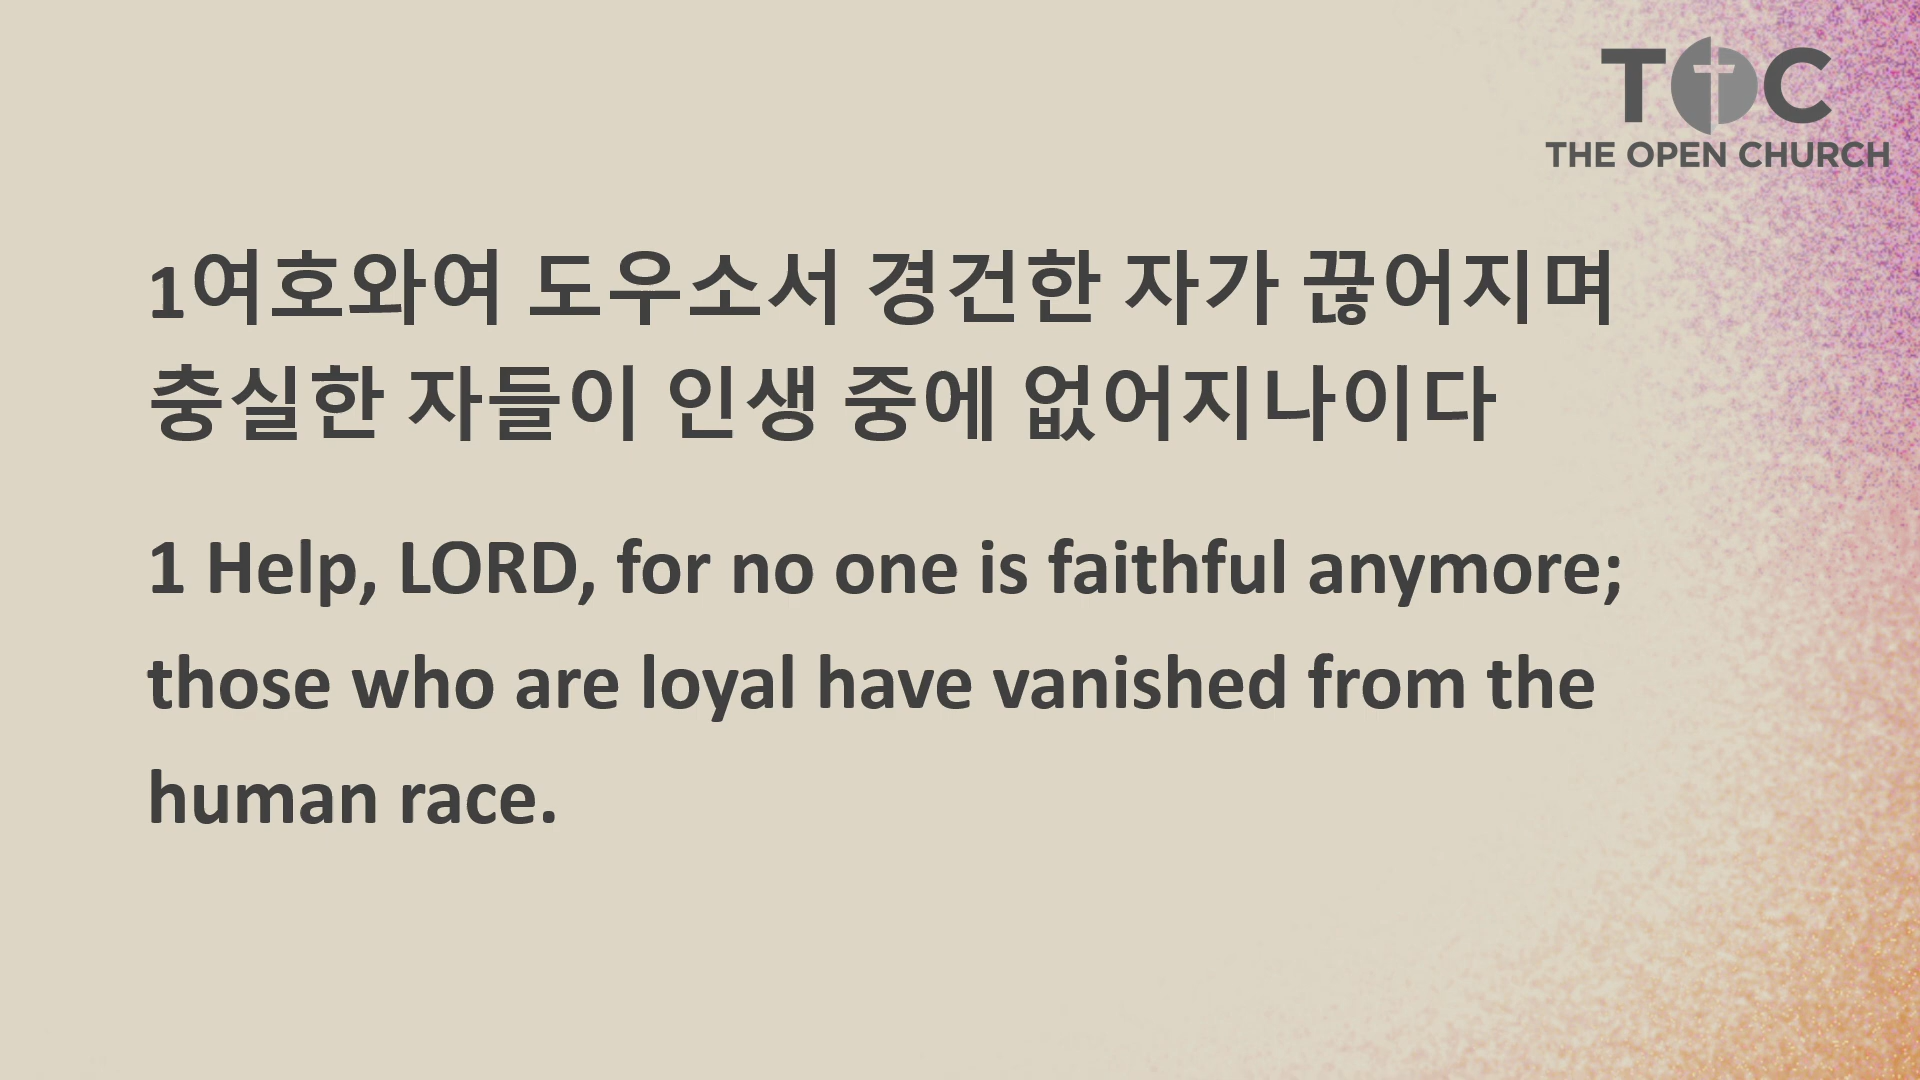 TOC
THE OPEN CHURCH
1여호와여 도우소서 경건한 자가 끊어지며
충실한 자들이 인생 중에 없어지나이다
1 Help, LORD, for no one is faithful anymore;
those who are loyal have vanished from the
human race.